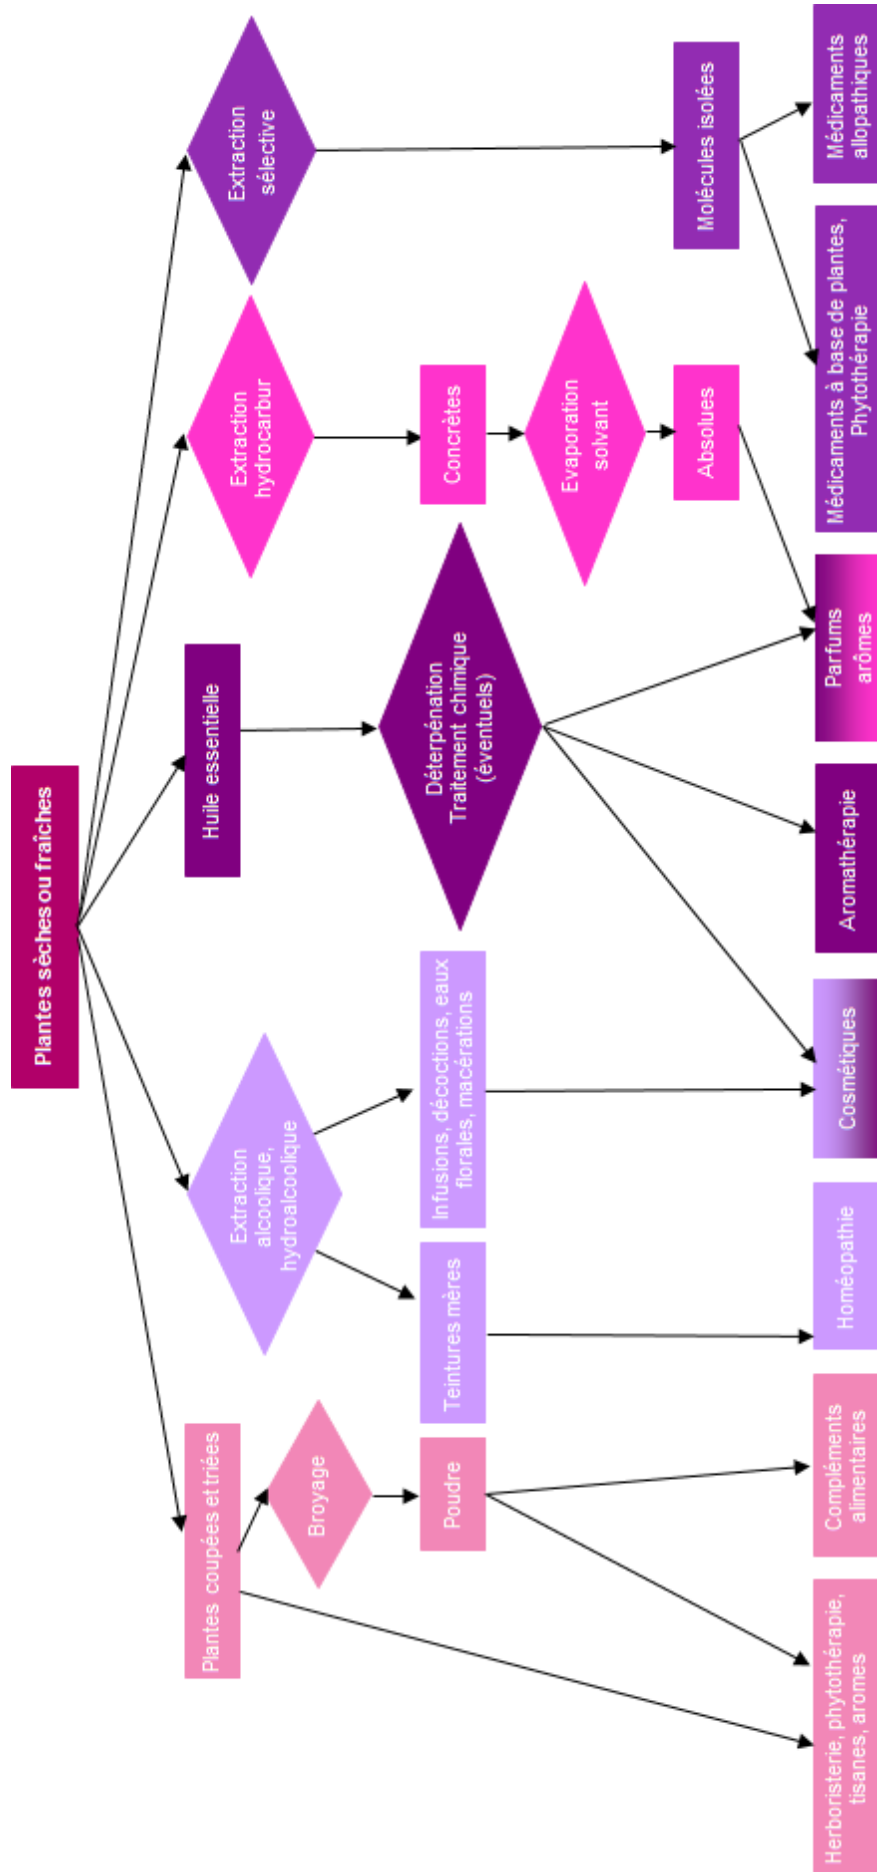 Plantes sèches ou fraîches
Plantes coupées et triées
Extraction
alcoolique,
hydroalcoolique
Huile essentielle
Extraction
hydrocarbur
Extraction
sélective
Broyage
Poudre
Teintures mères
Infusions, décoctions, eaux
florales, macérations
Déterpénation
Traitement chimique
(éventuels)
Concrètes
Evaporation
solvant
Absolues
Molécules isolées
Herboristerie, phytothérapie,
tisanes, aromes
Compléments
alimentaires
Homéopathie
Cosmétiques
Aromathérapie
Parfums
arômes
Médicaments à base de plantes,
Phytothérapie
Médicaments
allopathiques